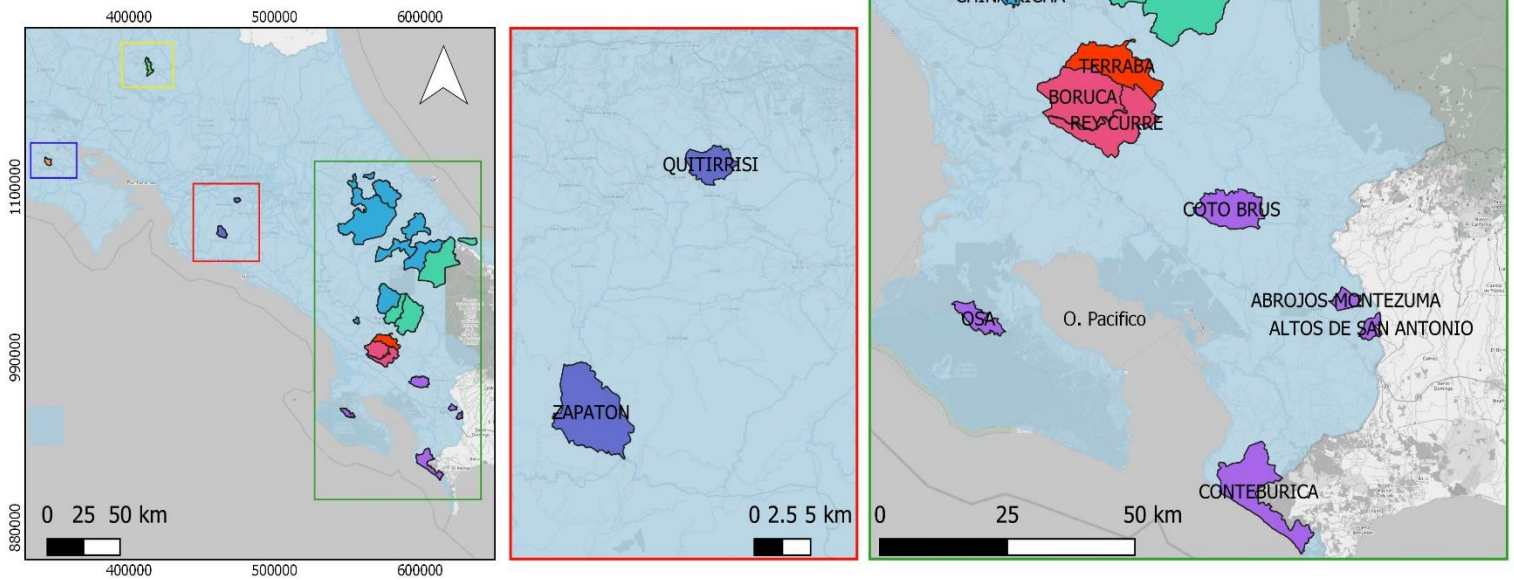 400000 500000 600000
1100000
990000
880000
0 25 50 km
400000 500000 600000
QUITIRRISI
ZAPATON
0 2.5 5 km
TERRABA
BORUCA
REY CURRE
COTO BRUS
ABROJOS-MONTEZUMA
ALTOS DE SAN ANTONIO
OSA
O. Pacifico
CONTEBURICA
0 25 50 km